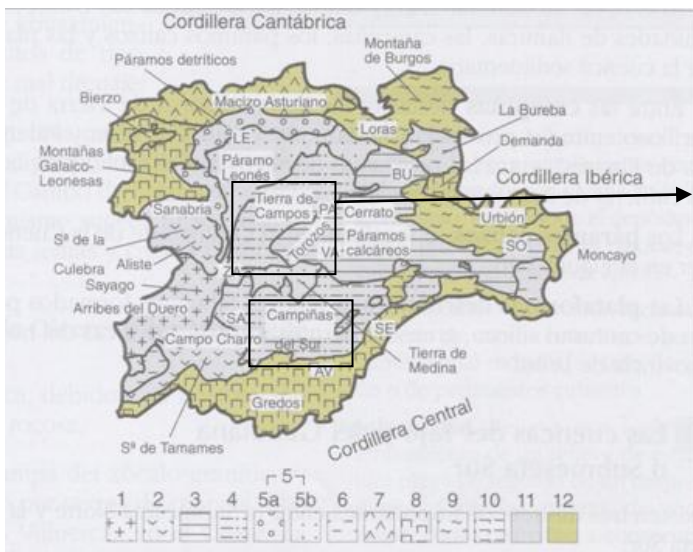 Cordillera Cantábrica
Páramos detríticos
Montaña
de Burgos
Bierzo
Macizo Asturiano
La Bureba
Loras
Demanda
LE
Montañas
Galaico-
Leonesas
Páramo
Leonés
BU
Cordillera Ibérica
Tierra de
Campos
PA
Cerrato
Sanabria
Urbión
Torozos
Sª de la
Culebra
Páramos
calcáreos
VA
SO
Moncayo
Aliste
Sayago
Arribes del Duero
Campiñas
del Sur
SA
SE
Campo Charro
Tierra de
Medina
AV
Gredos
Cordillera Central
Sª de Tamames
5
1 2 3 4 5a 5b 6 7 8 9 10 11 12